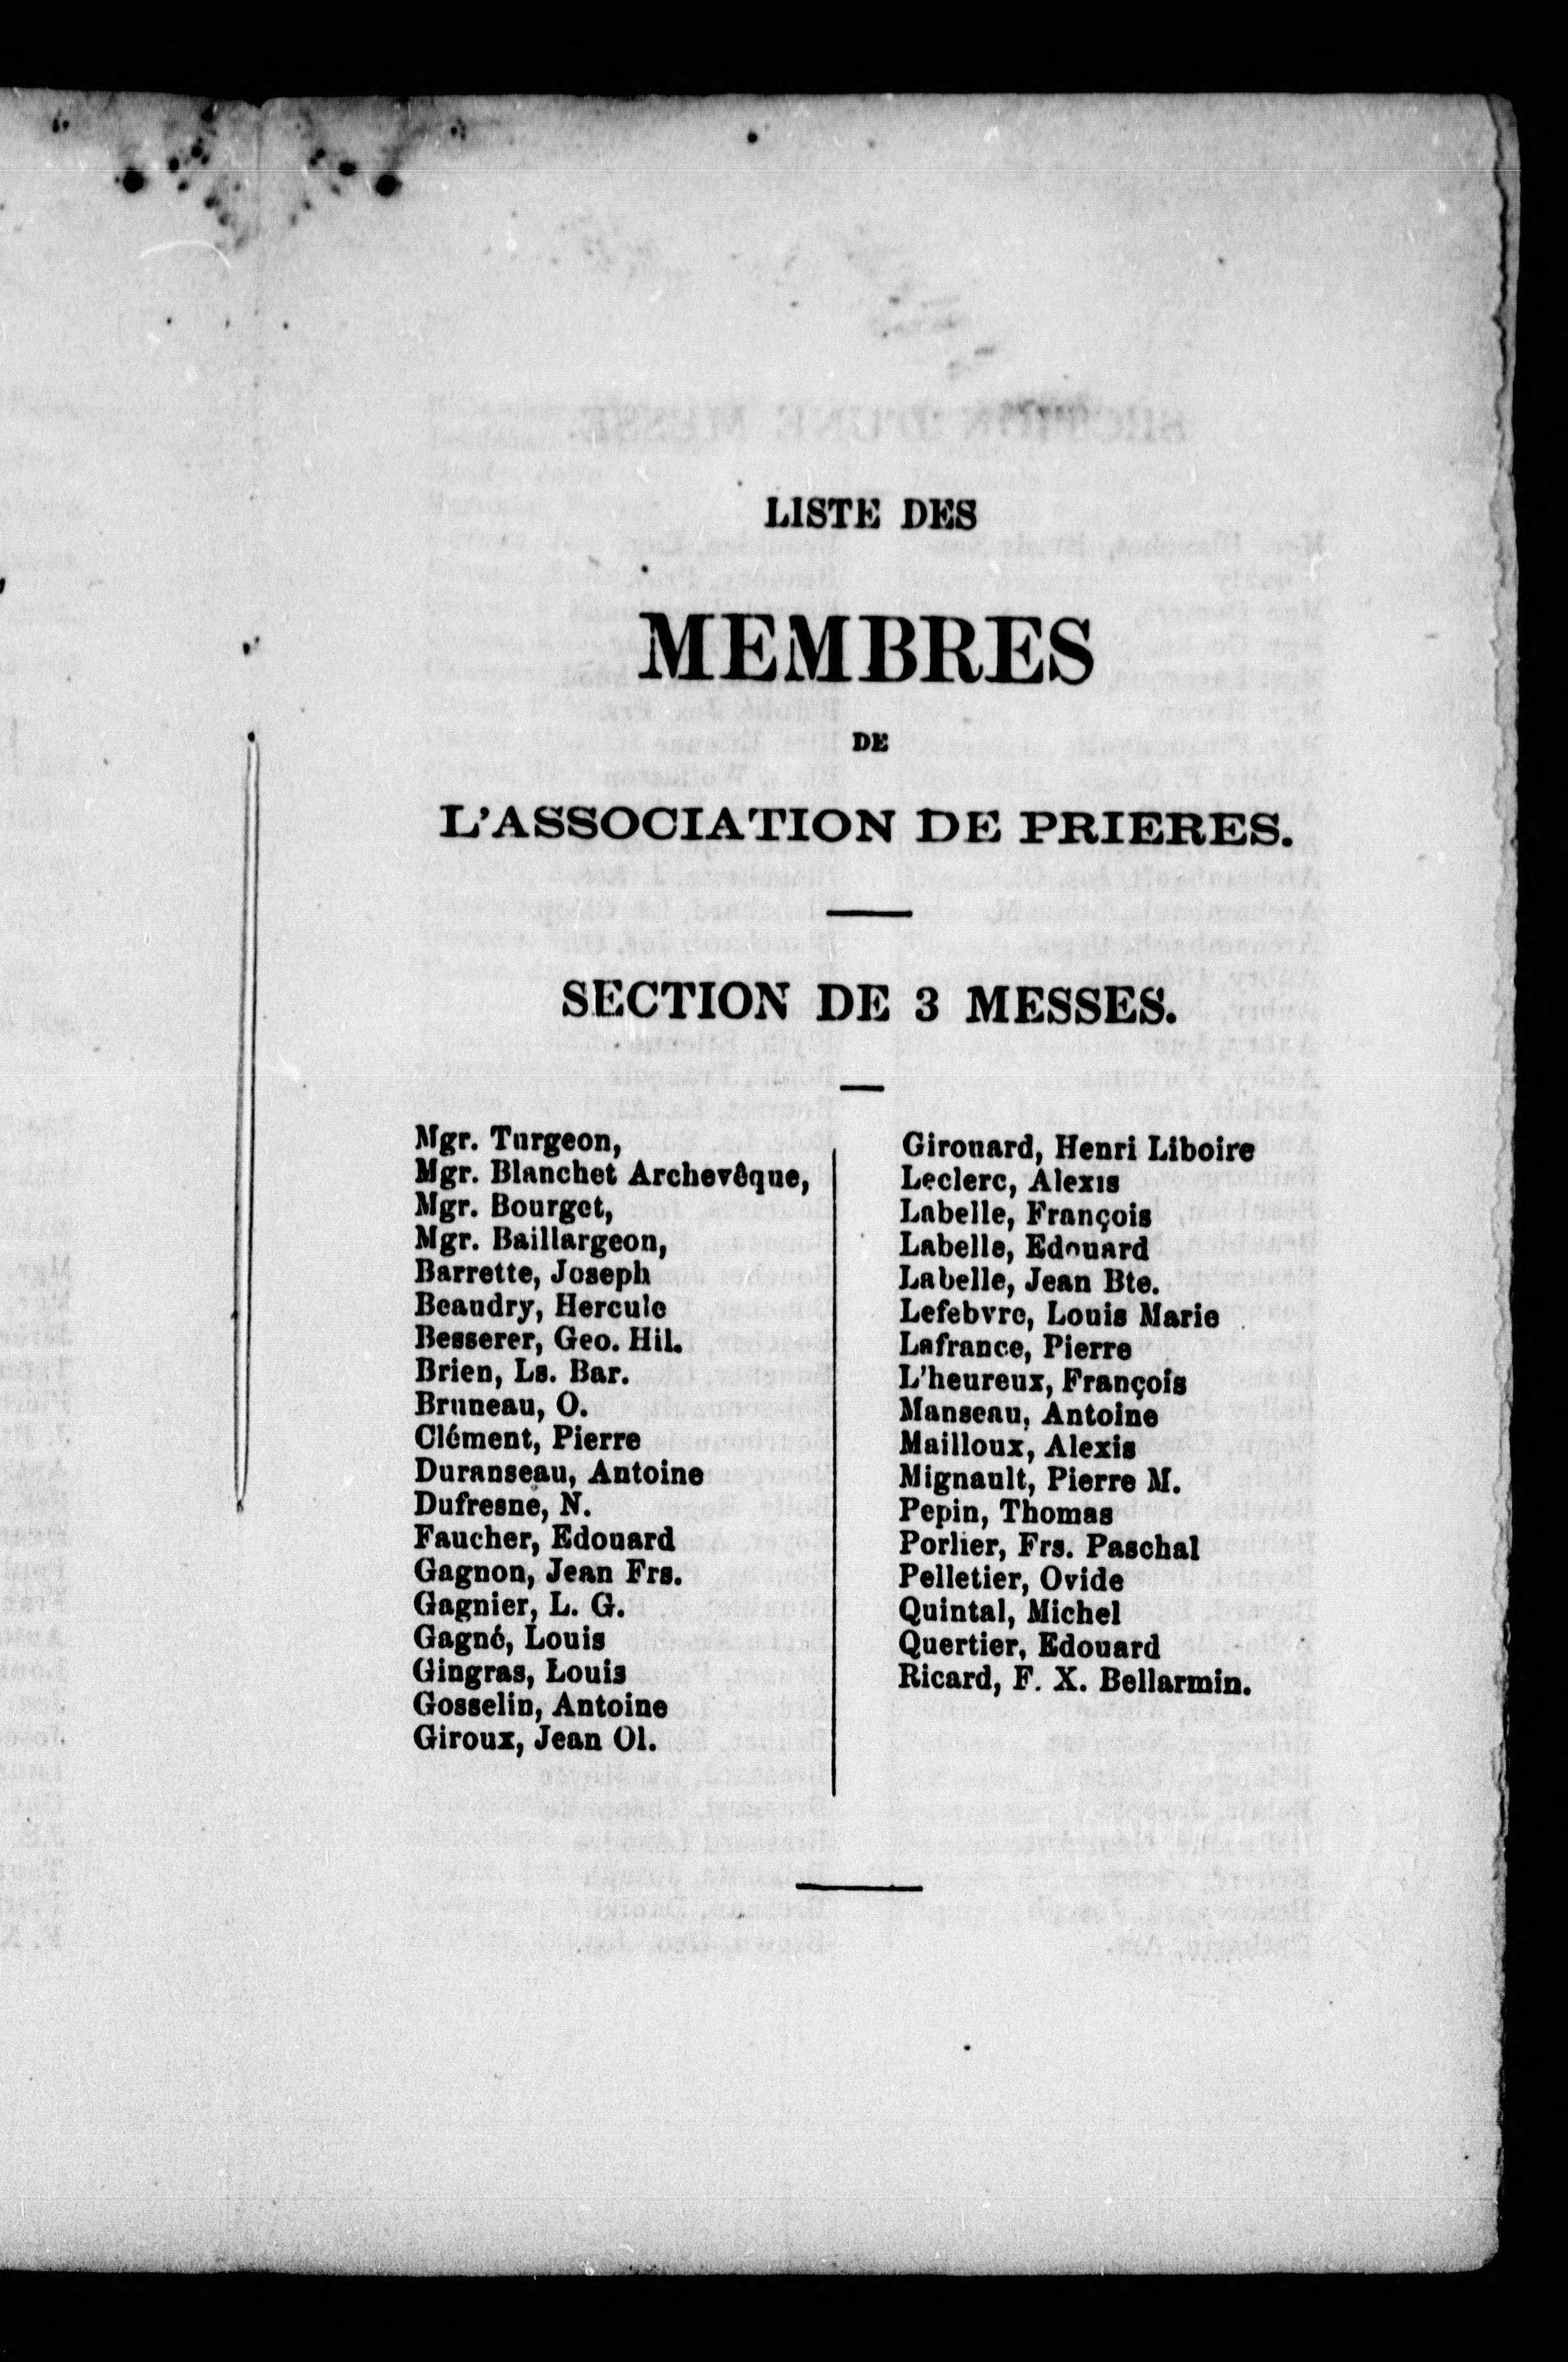 LISTE DES
MEMBRES
DE
L'ASSOCIATION DE PRIERES.
SECTION DE 3 MESSES.
Mgr. Turgeon,
Mgr. Blanchet Archevêque,
Mgr. Bourget,
Mgr. Baillargeon,
Barrette, Joseph
Beaudry, Hercule
Besserer, Geo. Hil.
Brien, Ls. Bar.
Bruneau, O.
Clément, Pierre
Duranseau, Antoine
Dufresne, N.
Faucher, Edouard
Gagnon, Jean Frs.
Gagnier, L. G.
Gagné, Louis
Gingras, Louis
Gosselin, Antoine
Giroux, Jean Ol.
Girouard, Henri Liboire
Leclerc, Alexis
Labelle, François
Labelle, Edouard
Labelle, Jean Bte.
Lefebvre, Louis Marie
Lafrance, Pierre
L'heureux, François
Manseau, Antoine
Mailloux, Alexis
Mignault, Pierre M.
Pepin, Thomas
Porlier, Frs. Paschal
Pelletier, Ovide
Quintal, Michel
Quertier, Edouard
Ricard, F. X. Bellarmin.